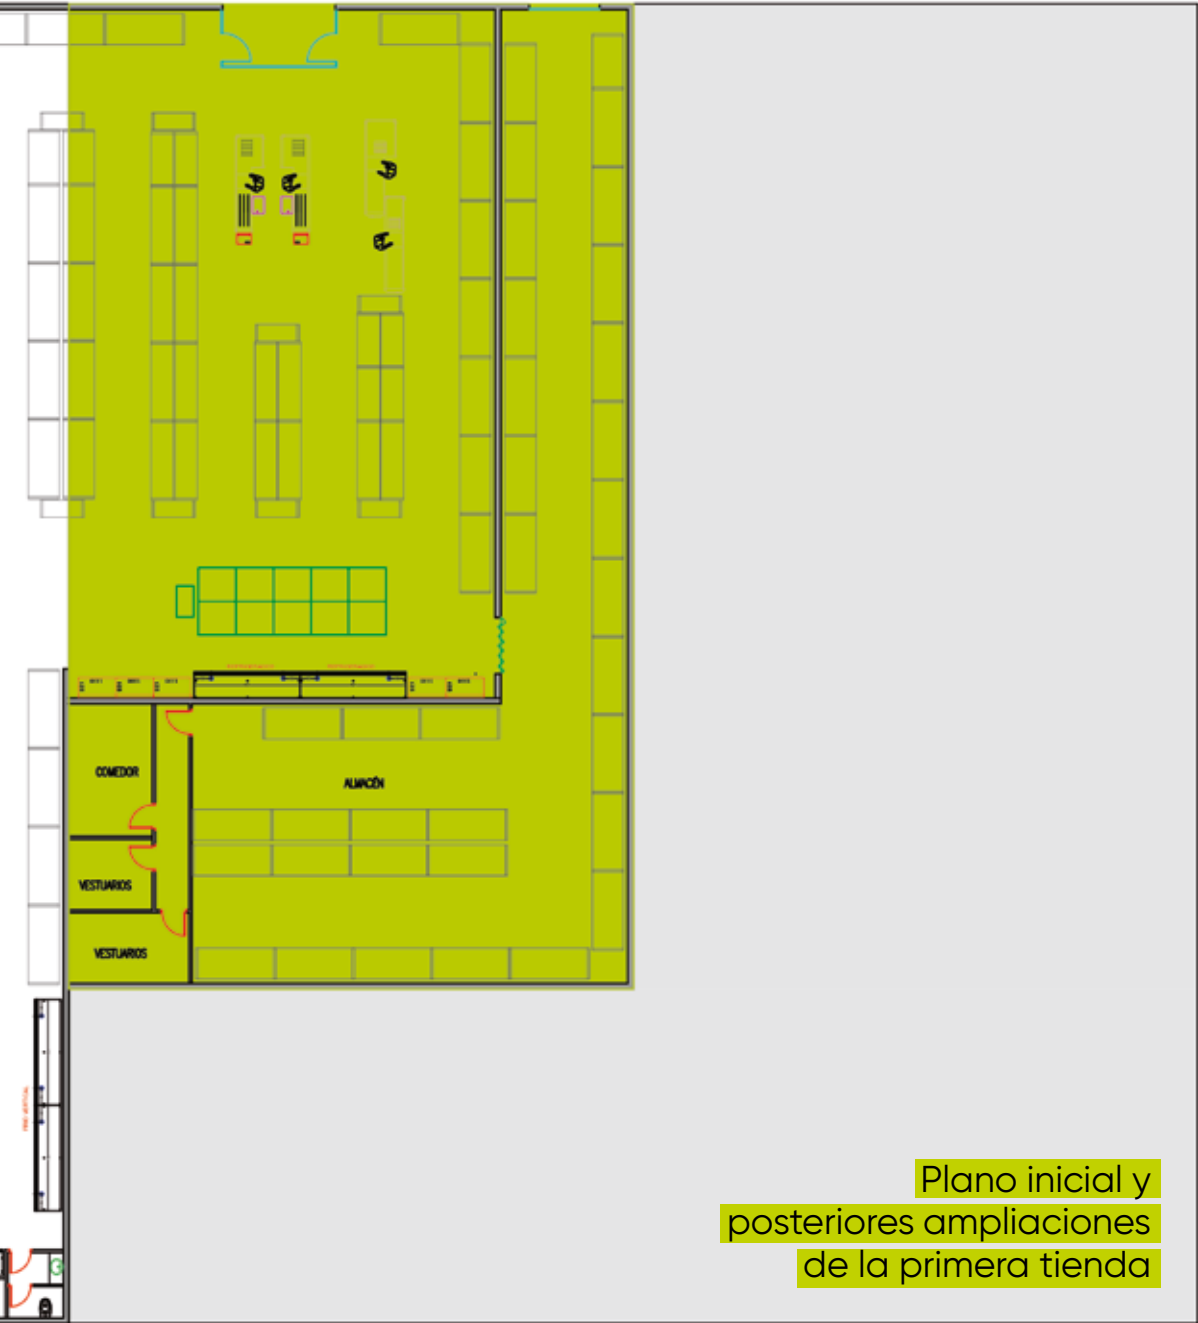 COMEDOR
ALMACÉN
VESTUARIOS
VESTUARIOS
Plano inicial y
posteriores ampliaciones
de la primera tienda